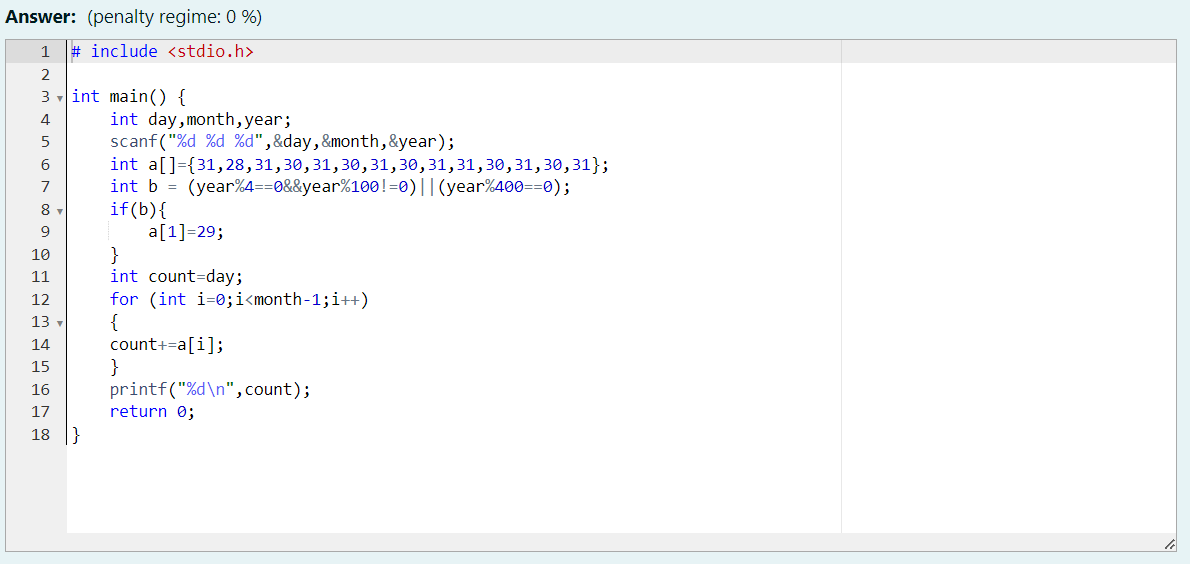 Answer: (penalty regime: 0 %)
1 # include <stdio.h>
2
3 int main() {
4     int day,month,year;
5     scanf("%d %d %d",&day,&month,&year);
6     int a[]={31,28,31,30,31,30,31,30,31,31,30,31,30,31};
7     int b = (year%4==0&&year%100!=0)||(year%400==0);
8     if(b){
9         a[1]=29;
10     }
11     int count=day;
12     for (int i=0;i<month-1;i++)
13     {
14     count+=a[i];
15     }
16     printf("%d\n",count);
17     return 0;
18 }